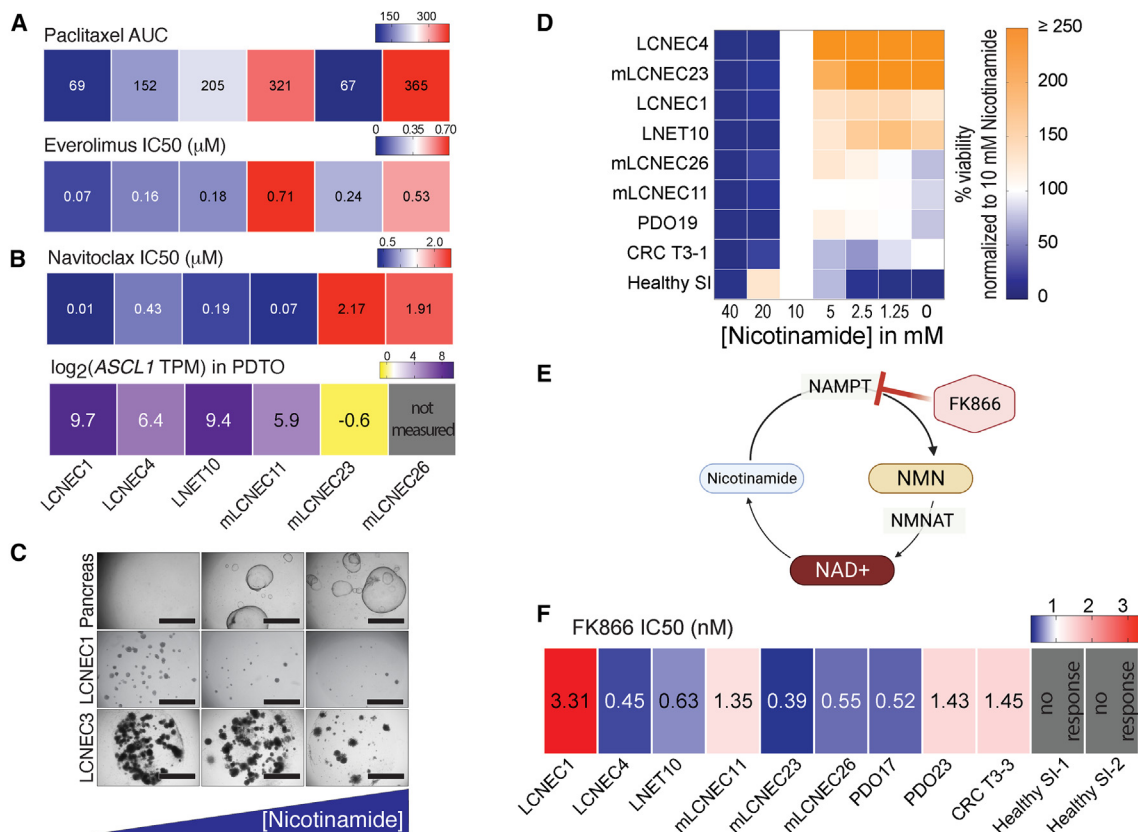 A
Paclitaxel AUC
150 300
69 152 205 321 67 365
Everolimus IC50 (μM)
0 0.35 0.70
0.07 0.16 0.18 0.71 0.24 0.53
B
Navitoclax IC50 (μM)
0.5 2.0
0.01 0.43 0.19 0.07 2.17 1.91
log2(ASCL1 TPM) in PDTO
0 4 8
9.7 6.4 9.4 5.9 -0.6 not
measured
LCNEC1 LCNEC4 LNET10 mLCNEC11 mLCNEC23 mLCNEC26
C
Pancreas
LCNEC1
LCNEC3
[Nicotinamide]
D
LCNEC4
mLCNEC23
LCNEC1
LNET10
mLCNEC26
mLCNEC11
PDO19
CRC T3-1
Healthy SI
40 20 10 5 2.5 1.25 0
[Nicotinamide] in mM
≥ 250
200
150
100
50
0
% viability
normalized to 10 mM Nicotinamide
E
NAMPT
FK866
Nicotinamide
NMN
NMNAT
NAD+
F
FK866 IC50 (nM)
1 2 3
3.31 0.45 0.63 1.35 0.39 0.55 0.52 1.43 1.45 no
response no
response
LCNEC1 LCNEC4 LNET10 mLCNEC11 mLCNEC23 mLCNEC26 PDO17 PDO23 CRC T3-3 Healthy SI-1 Healthy SI-2